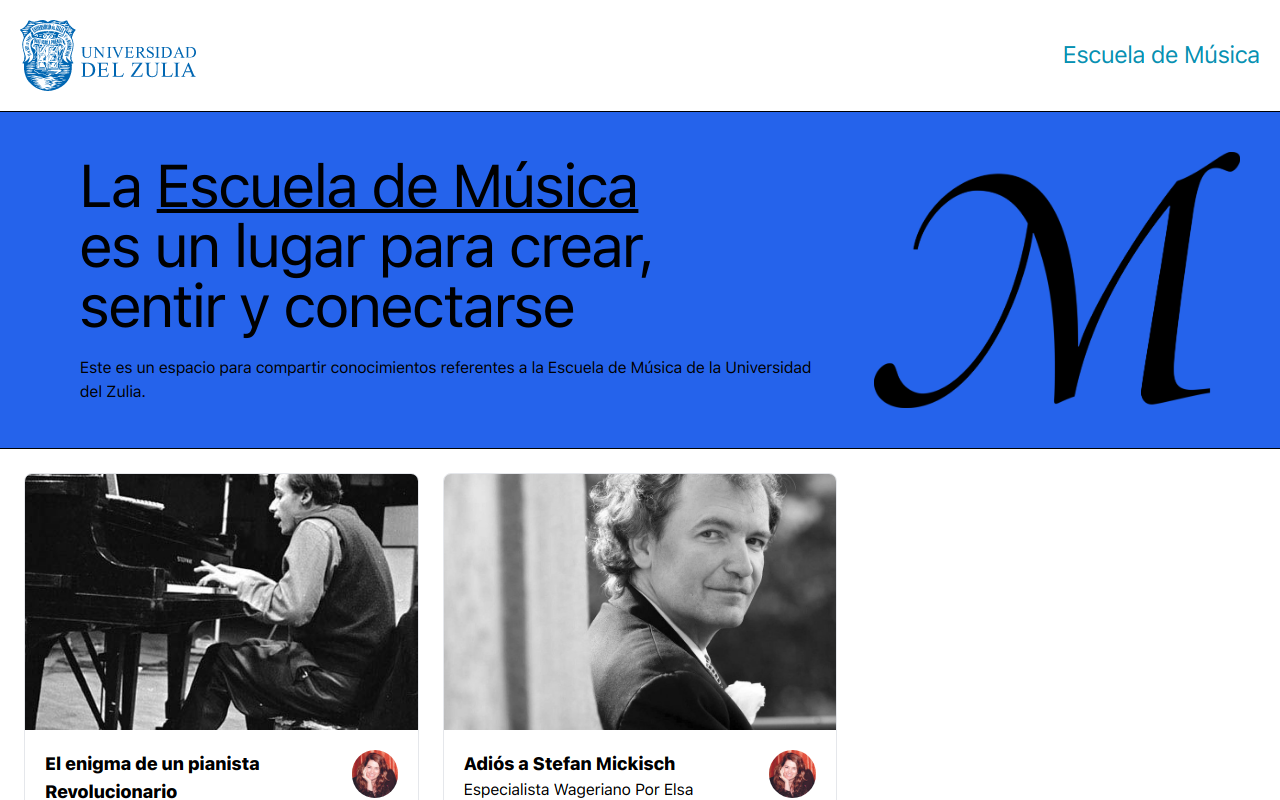 UNIVERSIDAD
DEL ZULIA
Escuela de Música
La Escuela de Música
es un lugar para crear,
sentir y conectarse
Este es un espacio para compartir conocimientos referentes a la Escuela de Música de la Universidad
del Zulia.
M
El enigma de un pianista
Revolucionario
Adiós a Stefan Mickisch
Especialista Wageriano Por Elsa